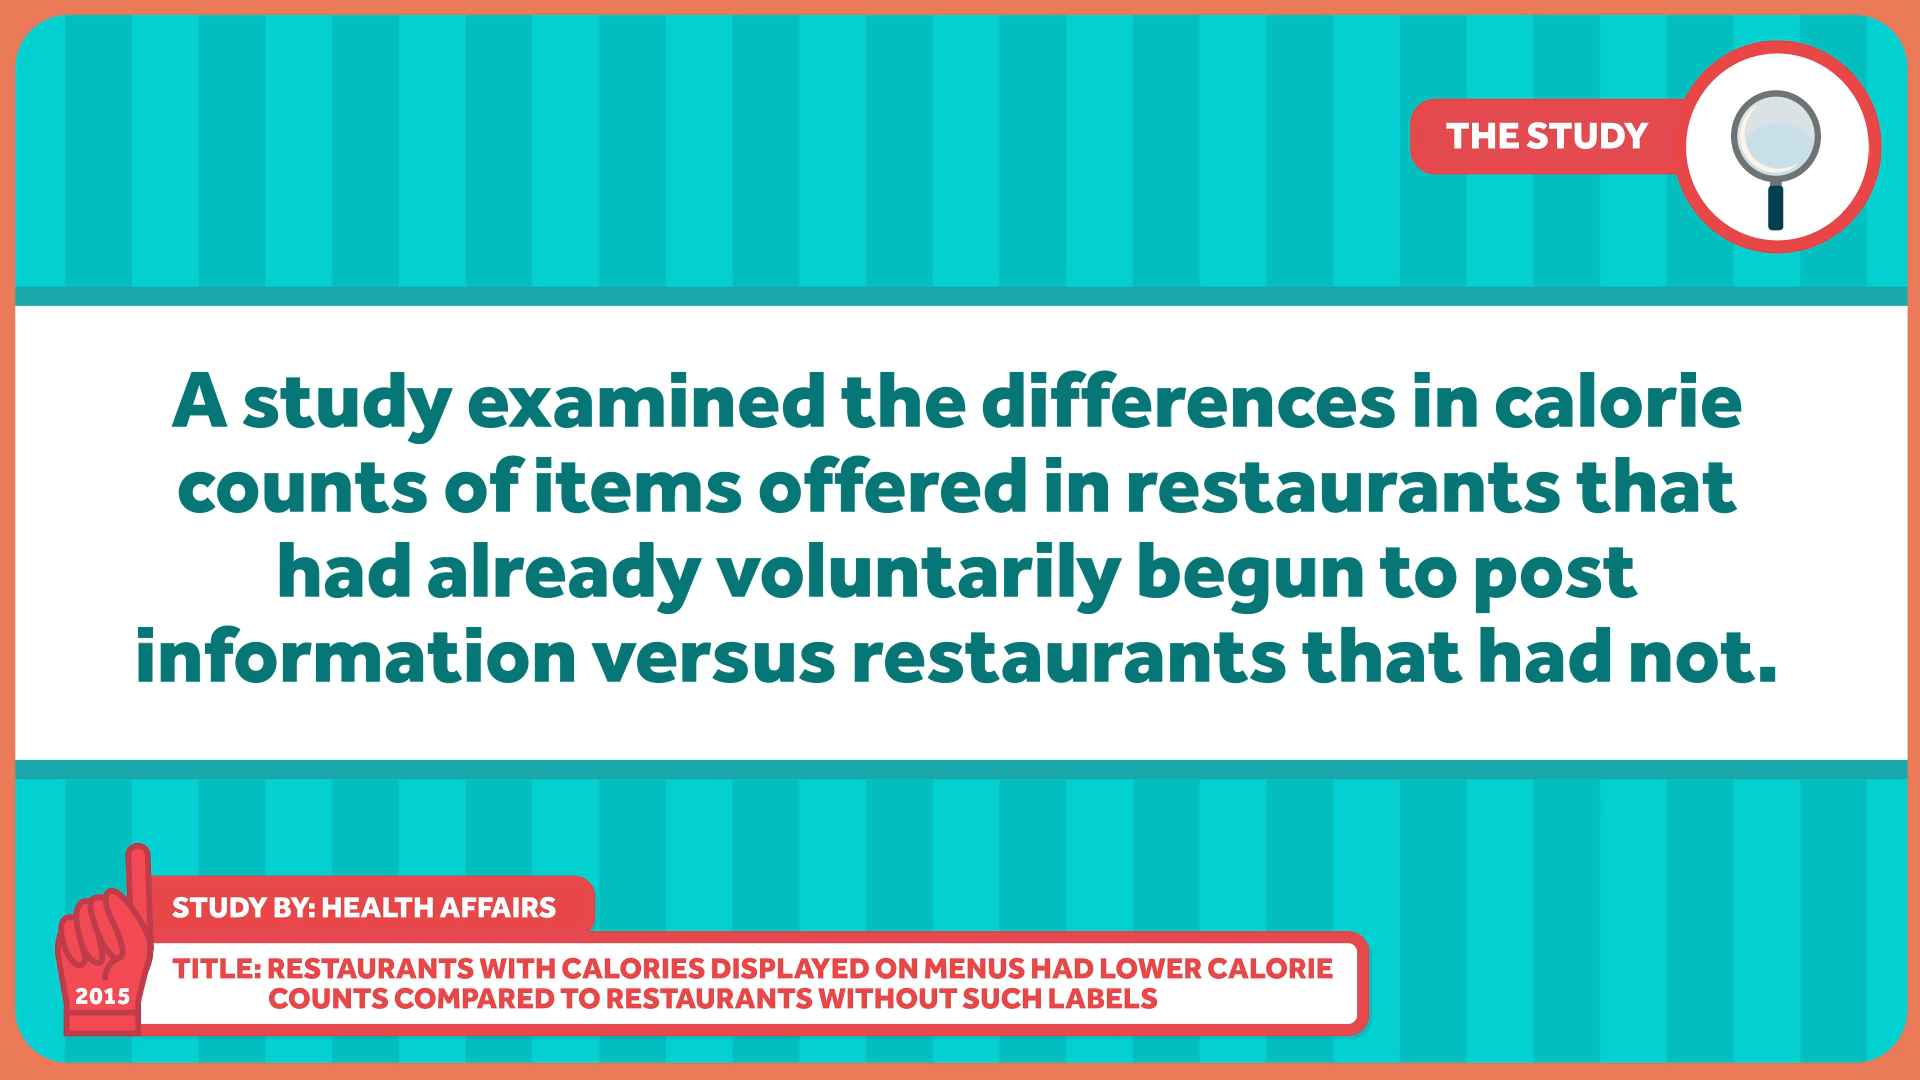 THE STUDY
A study examined the differences in calorie
counts of items offered in restaurants that
had already voluntarily begun to post
information versus restaurants that had not.
STUDY BY: HEALTH AFFAIRS
TITLE: RESTAURANTS WITH CALORIES DISPLAYED ON MENUS HAD LOWER CALORIE
COUNTS COMPARED TO RESTAURANTS WITHOUT SUCH LABELS
2015